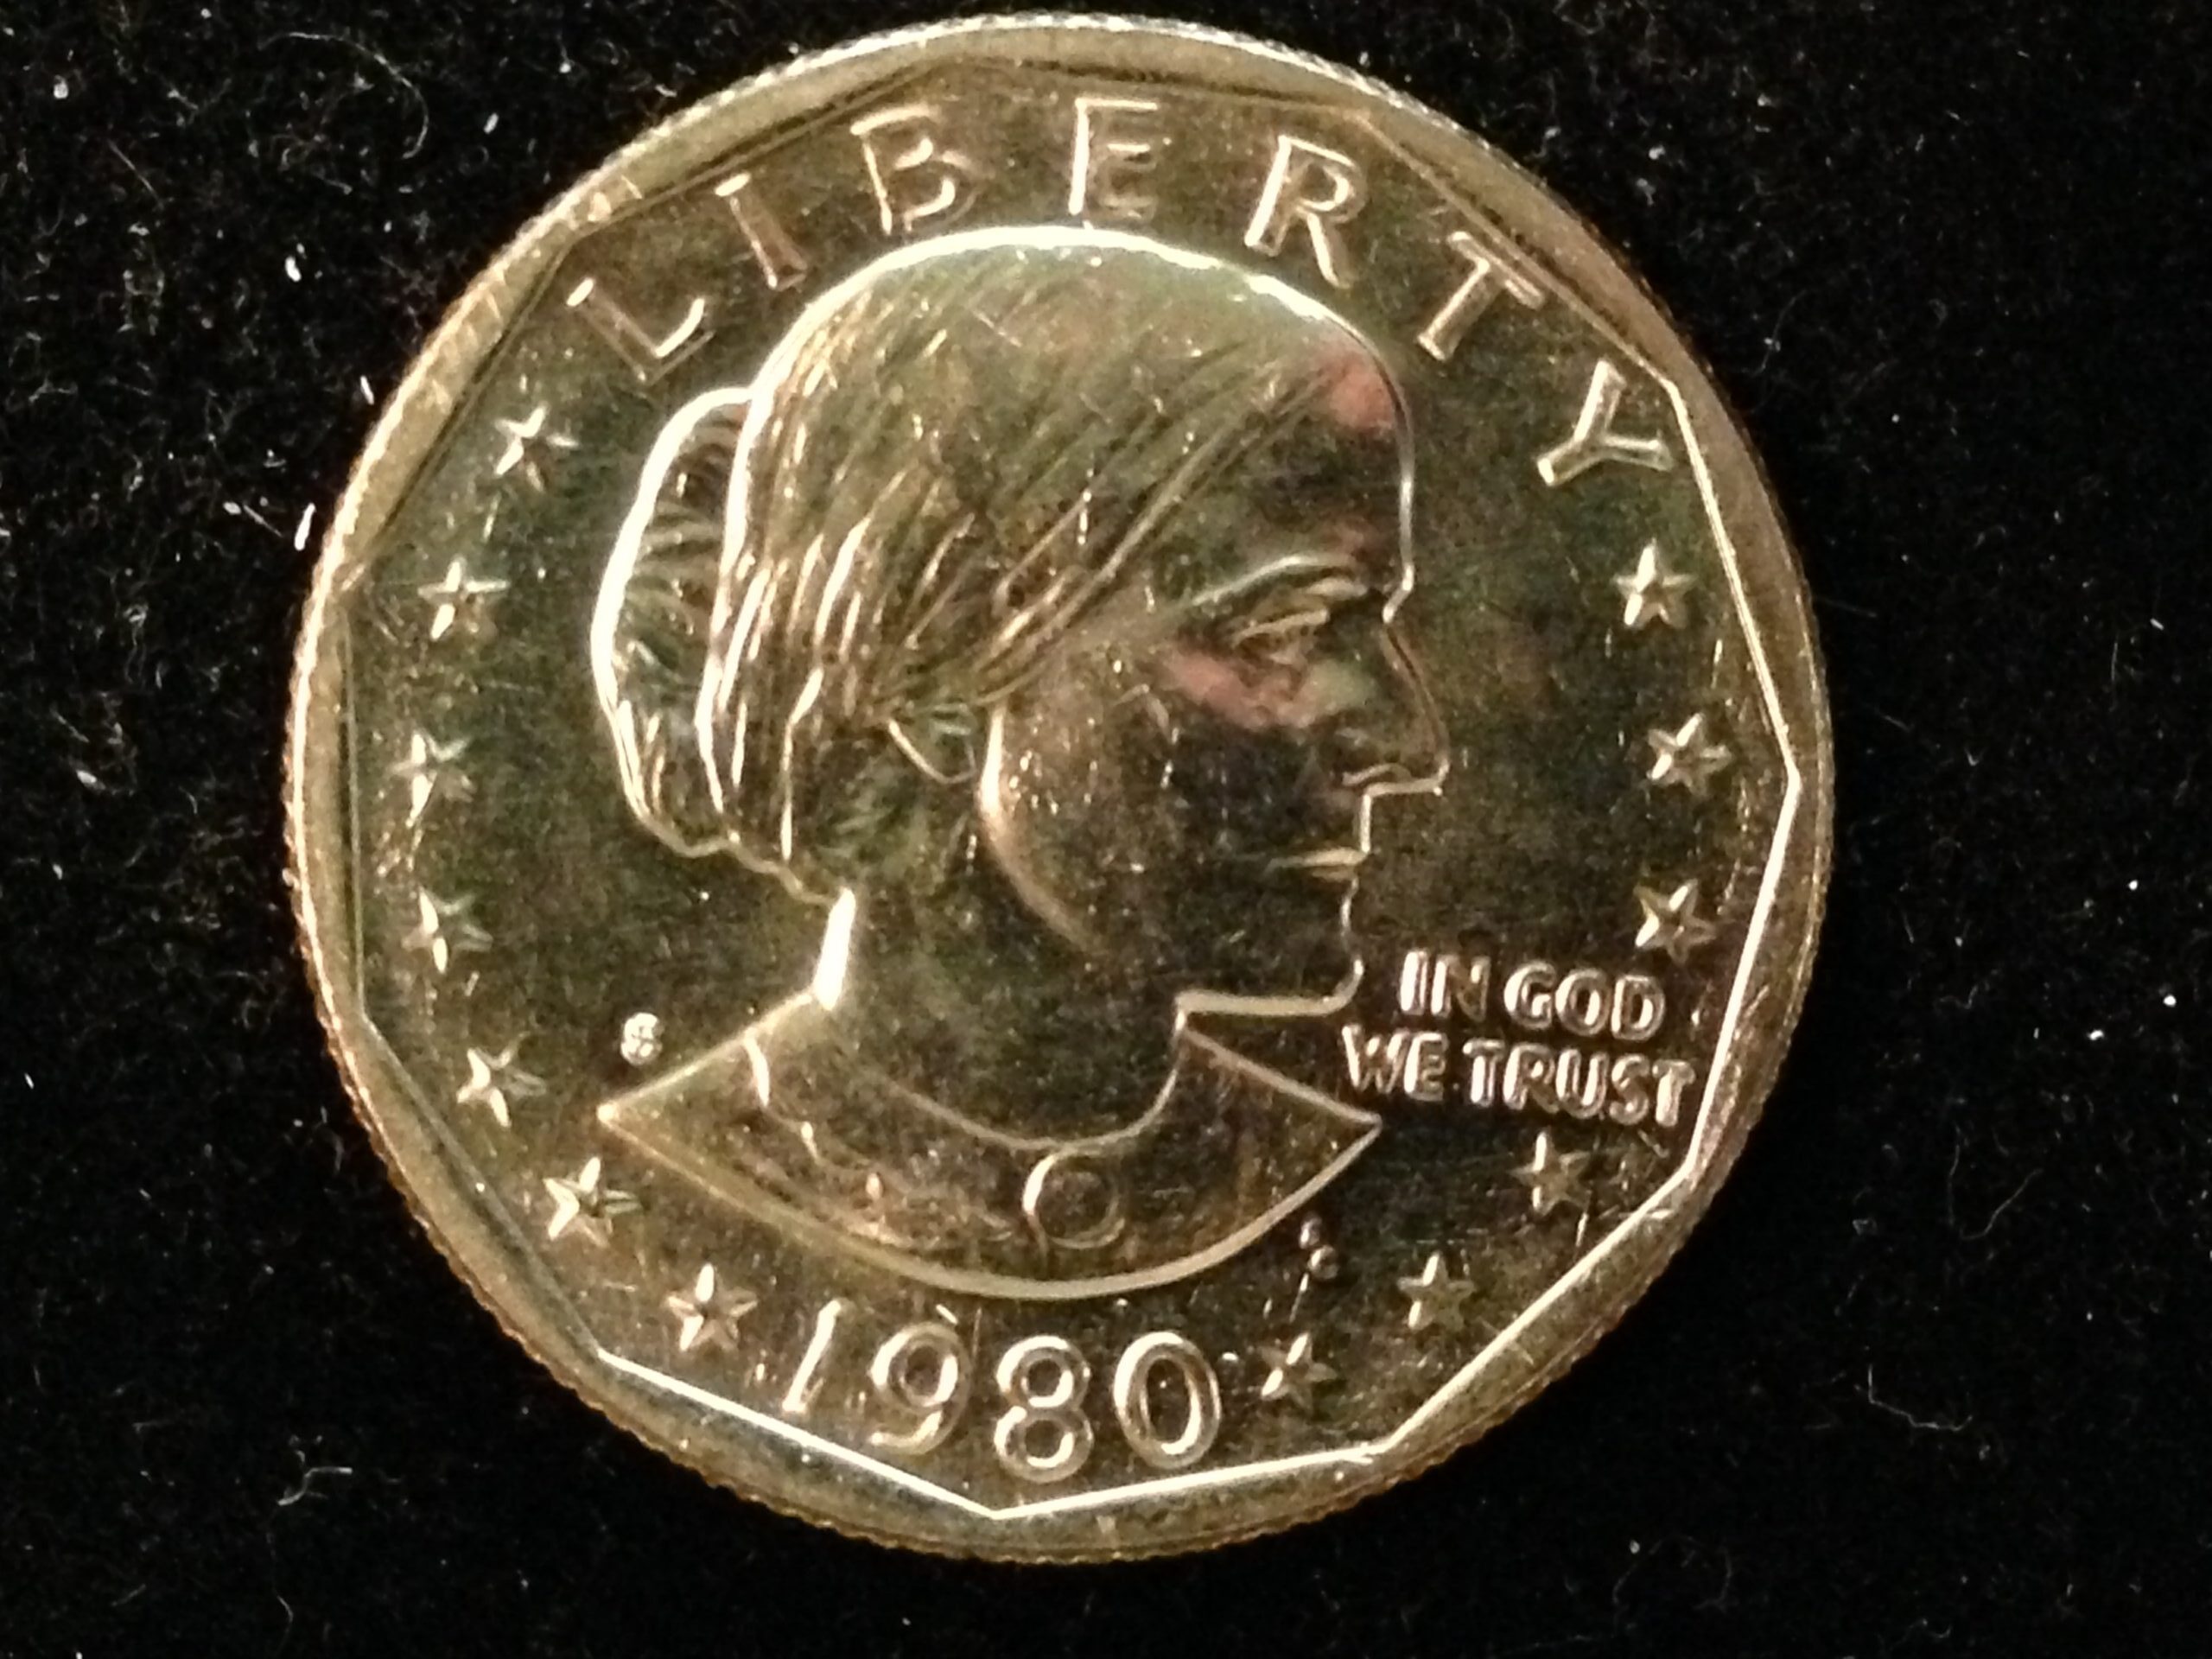 LIBERTY
IN GOD
WE TRUST
S
1980